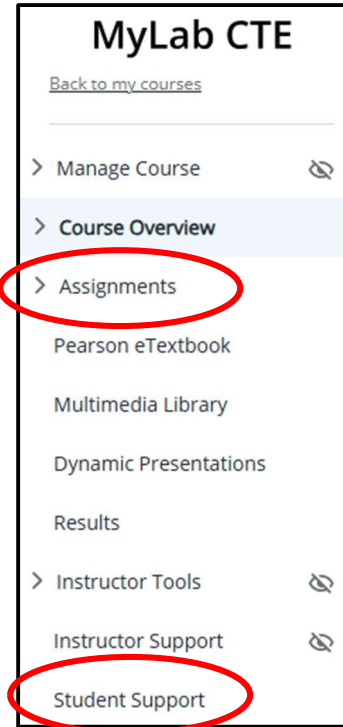 MyLab CTE
Back to my courses
Manage Course
Course Overview
Assignments
Pearson eTextbook
Multimedia Library
Dynamic Presentations
Results
Instructor Tools
Instructor Support
Student Support